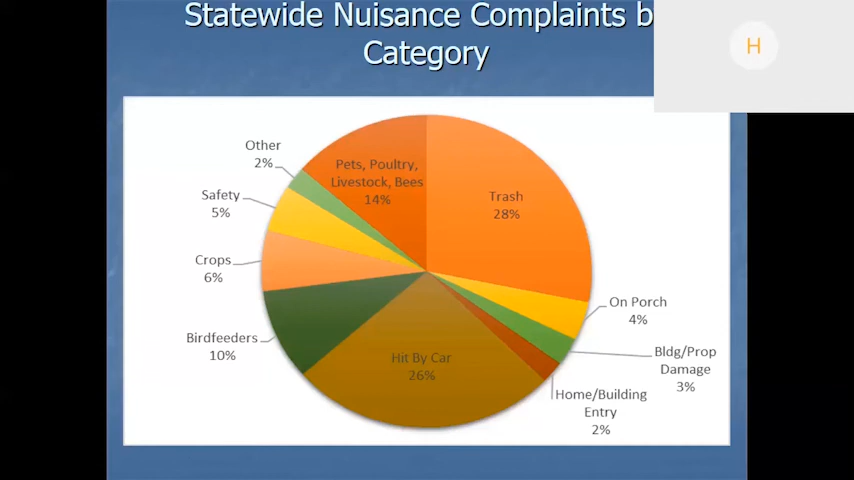 Statewide Nuisance Complaints b
Category
H
Other
2%
Pets, Poultry,
Livestock, Bees
14%
Trash
28%
Safety
5%
Crops
6%
On Porch
4%
Birdfeeders
10%
Hit By Car
26%
Bldg/Prop
Damage
3%
Home/Building
Entry
2%